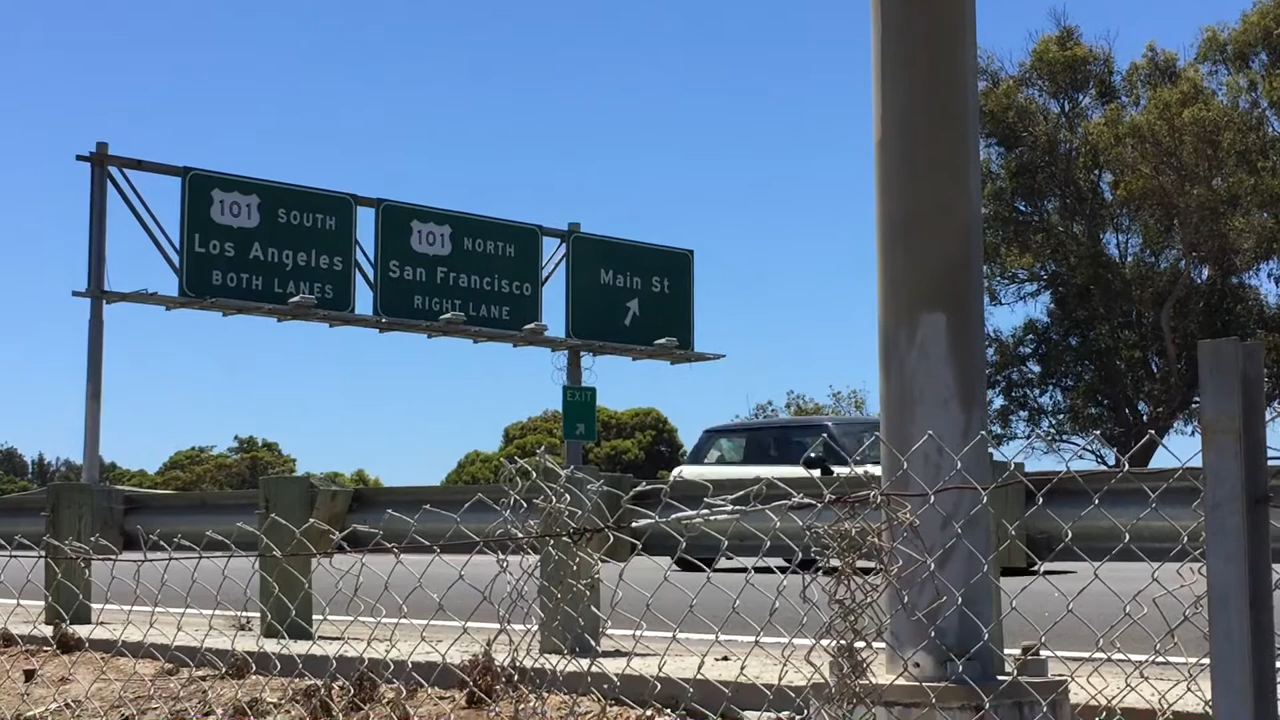 101 SOUTH
Los Angeles
BOTH LANES
101 NORTH
San Francisco
RIGHT LANE
Main St
EXIT